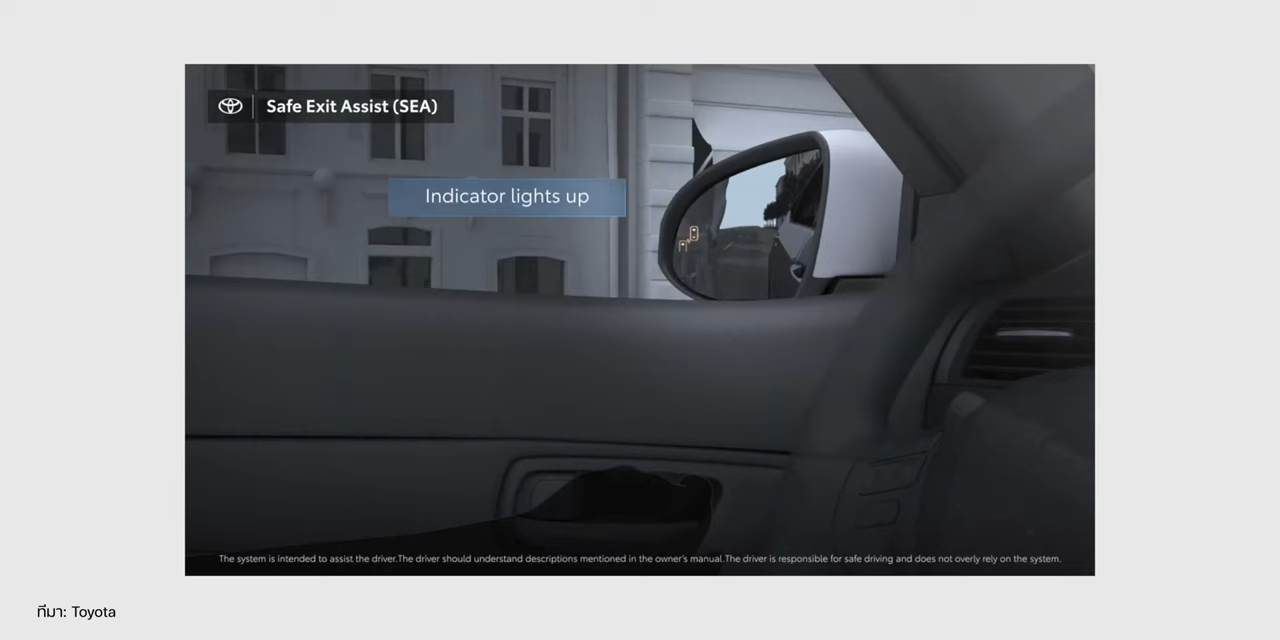 Safe Exit Assist (SEA)
Indicator lights up
The system is intended to assist the driver.The driver should understand descriptions mentioned in the owner's manual.The driver is responsible for safe driving and does not overly rely on the system.
ที่มา: Toyota